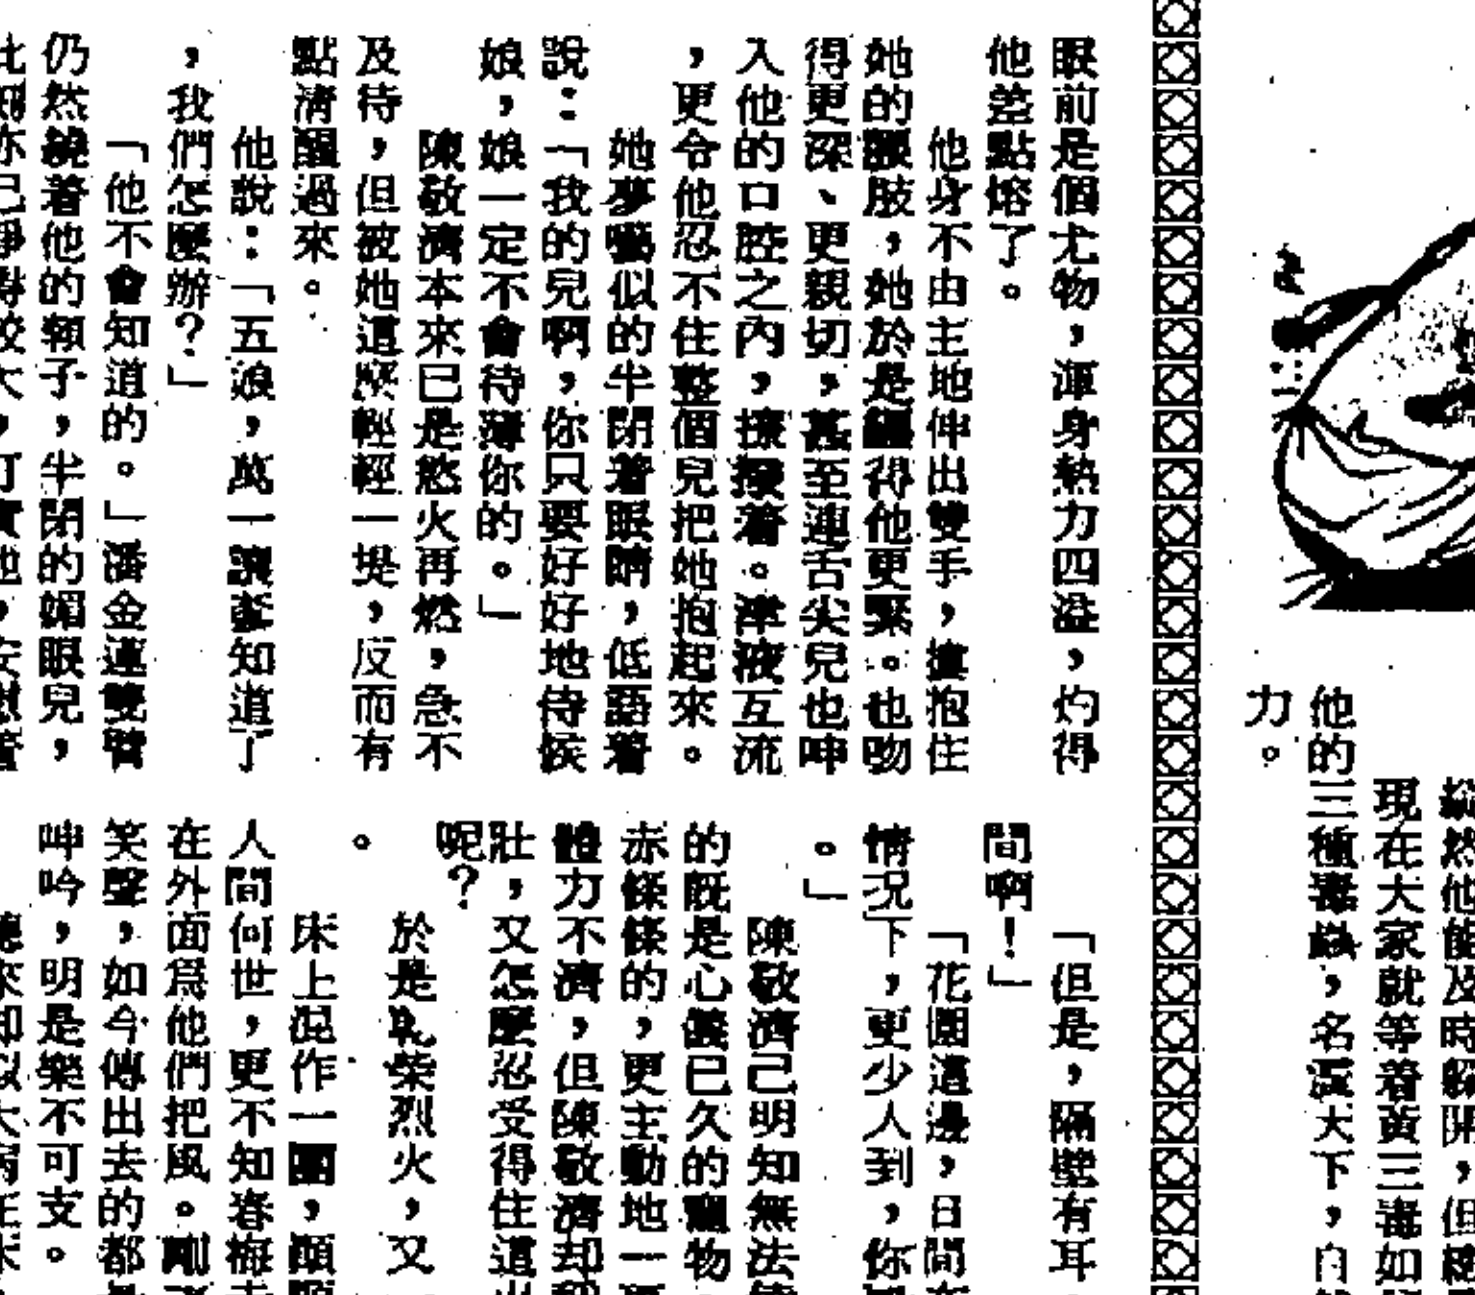 縱然他能及時躲開，但
現在大家就等着黃三毒如
他的三種毒蟲，名震天下，自
力。
眼前是個尤物，渾身熱力四溢，灼得
他差點熔了。
他身不由主地伸出雙手，擁抱住
她的腰肢，她於是纏得他更緊。也吻
得更深、更親切，甚至連舌尖兒也呻
入他的口腔之內，撩撥着。津液互流
，更令他忍不住整個兒把她抱起來。
她夢囈似的半閉着眼睛，低語着
說：「我的兒啊，你只要好好地侍候
娘，娘一定不會待薄你的。」
陳敬濟本來已是慾火再燃，急不
及待，但被她這麼輕輕一提，反而有
點清醒過來。
他說：「五娘，萬一讓爹知道了
，我們怎麼辦？」
「他不會知道的。」潘金蓮雙臂
仍然繞着他的頸子，半閉的媚眼兒，
「但是，隔壁有耳
間啊！」
「花園這邊，日間
情況下，更少人到，你
。」
陳敬濟己明知無法
的既是心儀已久的寵物
赤條條的，更主動地一
體力不濟，但陳敬濟却
壯，又怎麼忍受得住這
呢？
於是乾柴烈火，又
。
床上混作一團，顛
人間何世，更不知春梅
在外面爲他們把風。剛
笑聲，如今傳出去的都
呻吟，明是樂不可支。